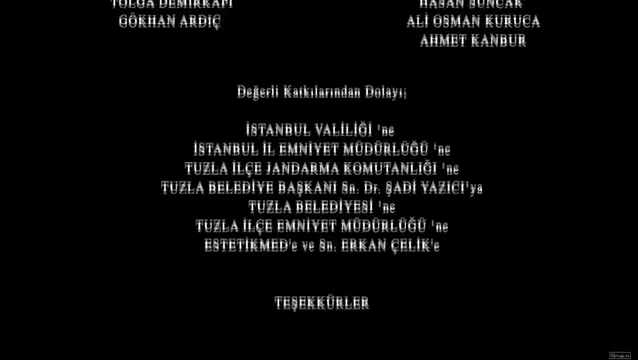 TOLGA DEMİRKAPI
HASAN SUNCAK
GÖKHAN ARDIÇ
ALİ OSMAN KURUCA
AHMET KANBUR
Değerli Katkılarından Dolayı;
İSTANBUL VALİLİĞİ 'ne
İSTANBUL İL EMNİYET MÜDÜRLÜĞÜ 'ne
TUZLA İLÇE JANDARMA KOMUTANLIĞI 'ne
TUZLA BELEDİYE BAŞKANI Sn. Dr. ŞADİ YAZICI'ya
TUZLA BELEDİYESİ 'ne
TUZLA İLÇE EMNİYET MÜDÜRLÜĞÜ 'ne
ESTETİKMED'e ve Sn. ERKAN ÇELİK'e
TEŞEKKÜRLER